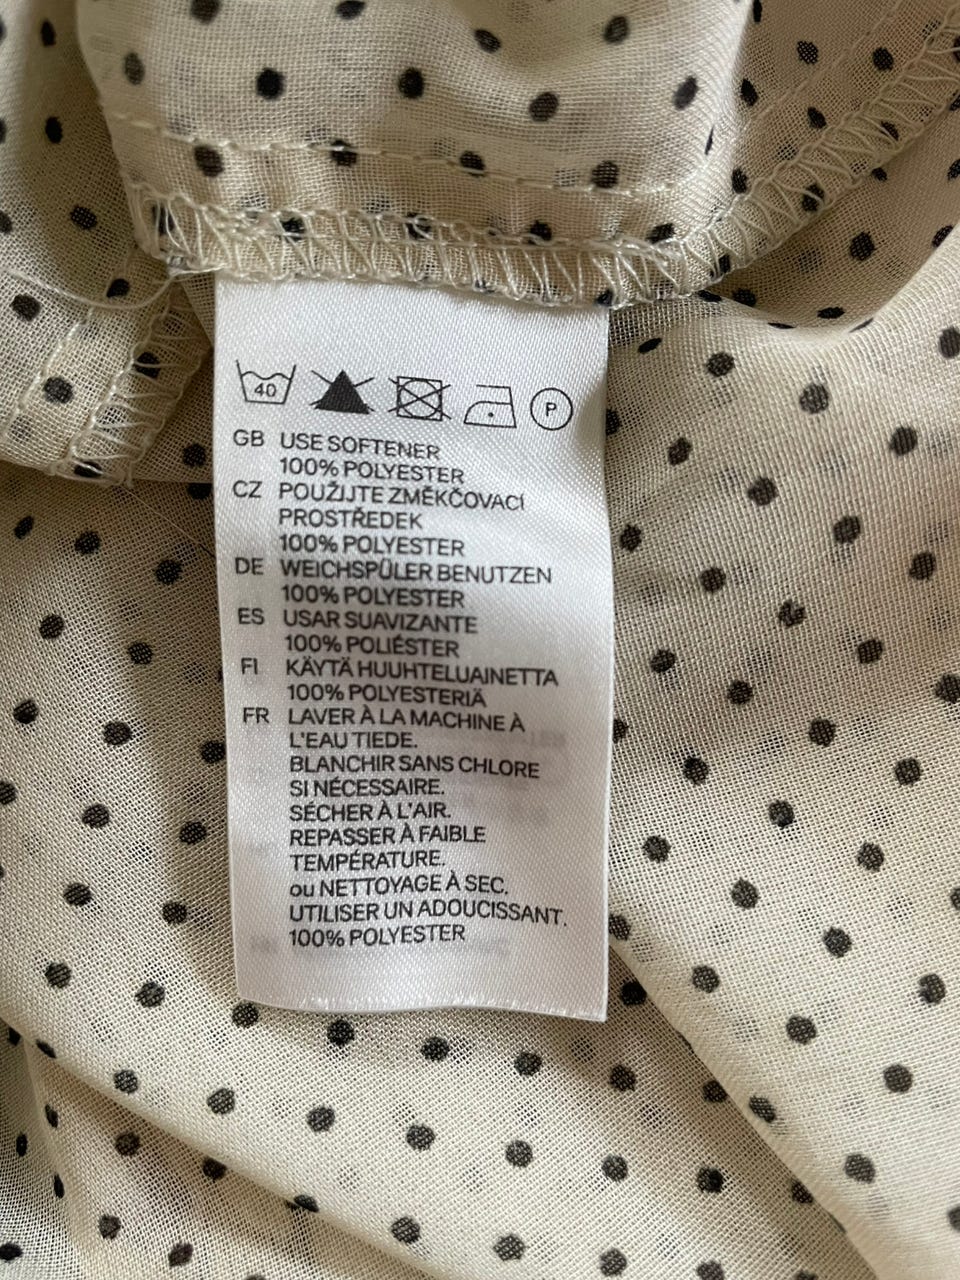 40 P
GB USE SOFTENER
100% POLYESTER
CZ POUŽIJTE ZMĚKČOVACÍ
PROSTŘEDEK
100% POLYESTER
DE WEICHSPÜLER BENUTZEN
100% POLYESTER
ES USAR SUAVIZANTE
100% POLIÉSTER
FI KÄYTÄ HUUHTELUAINETTA
100% POLYESTERIÄ
FR LAVER À LA MACHINE À
L'EAU TIEDE.
BLANCHIR SANS CHLORE
SI NÉCESSAIRE.
SÉCHER À L'AIR.
REPASSER À FAIBLE
TEMPÉRATURE.
ou NETTOYAGE À SEC.
UTILISER UN ADOUCISSANT.
100% POLYESTER